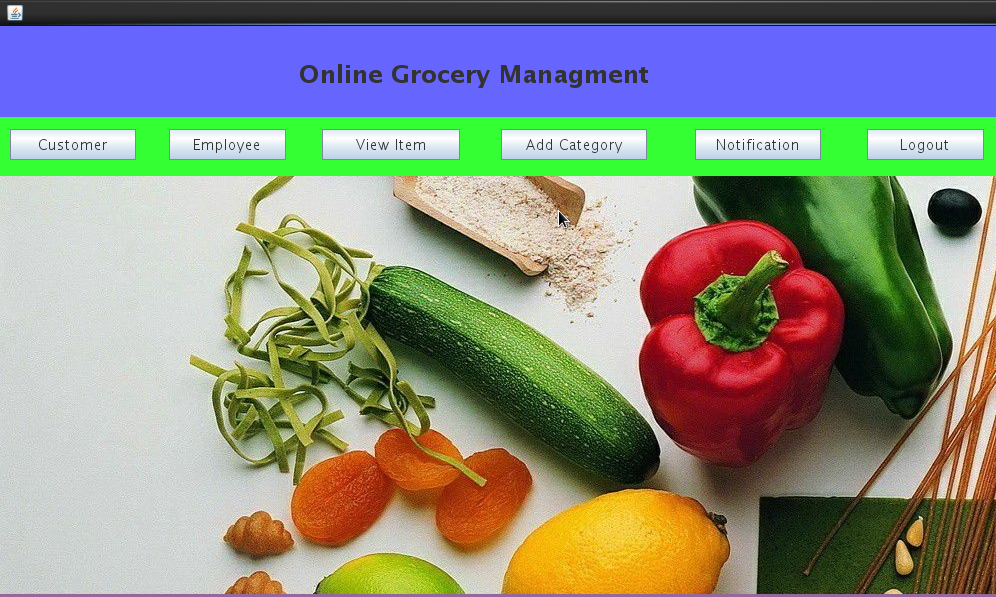 Online Grocery Managment
Customer Employee View Item Add Category Notification Logout